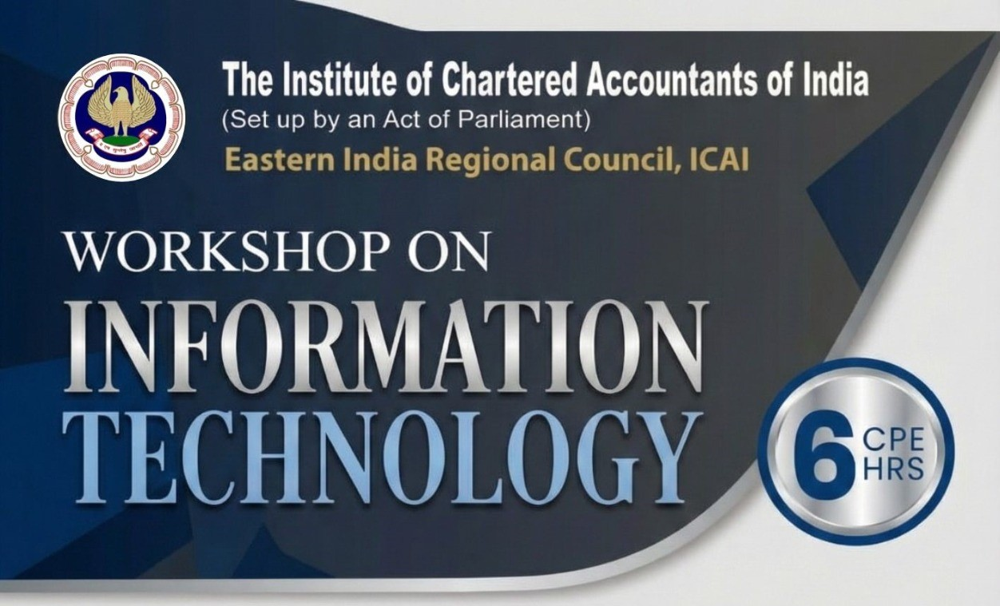 The Institute of Chartered Accountants of India
(Set up by an Act of Parliament)
Eastern India Regional Council, ICAI
WORKSHOP ON
INFORMATION
TECHNOLOGY
6 CPE
HRS